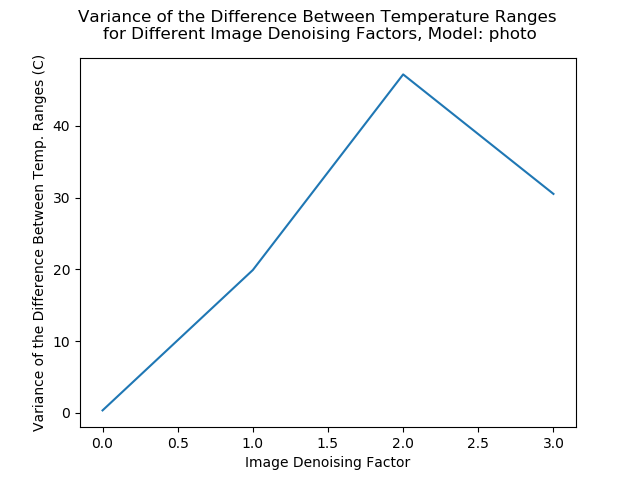 Variance of the Difference Between Temperature Ranges
for Different Image Denoising Factors, Model: photo
Variance of the Difference Between Temp. Ranges (C)
40
30
20
10
0
0.0 0.5 1.0 1.5 2.0 2.5 3.0
Image Denoising Factor